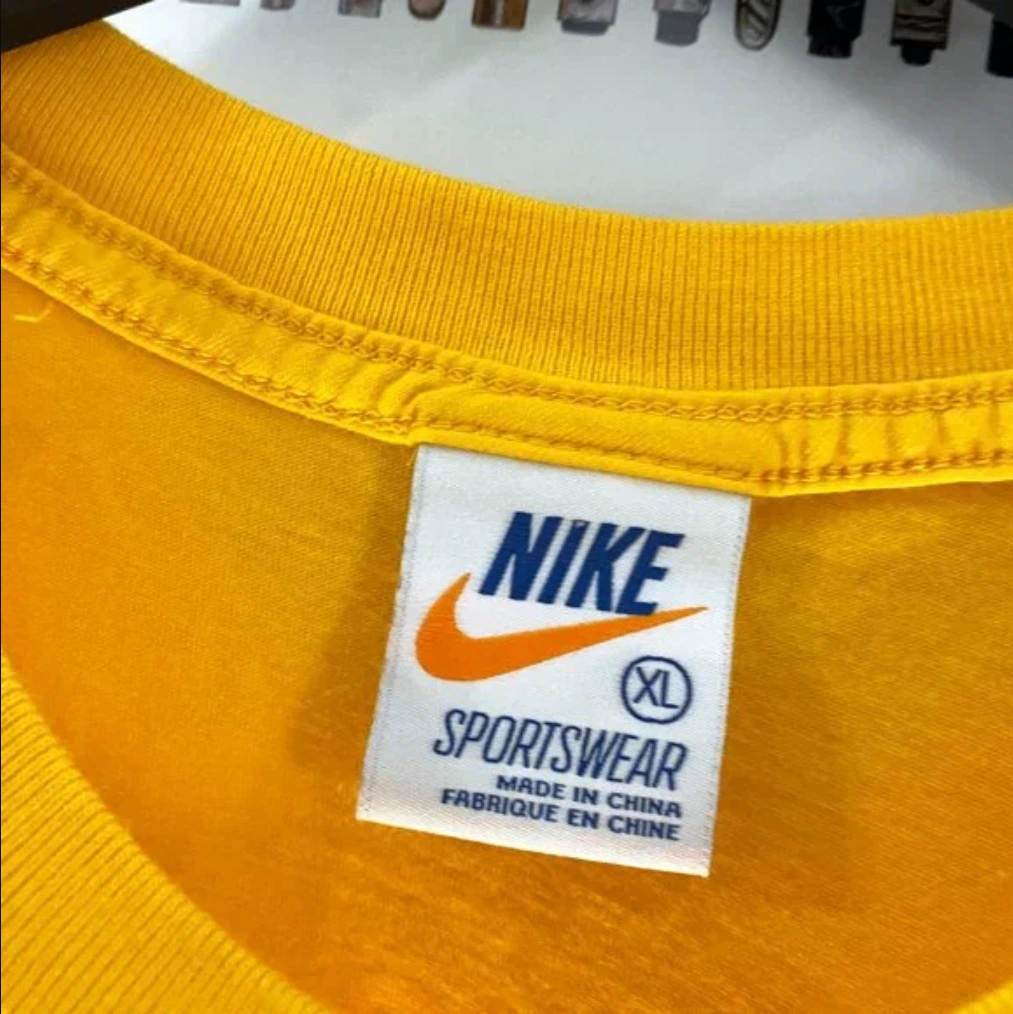 NIKE
XL
SPORTSWEAR
MADE IN CHINA
FABRIQUE EN CHINE